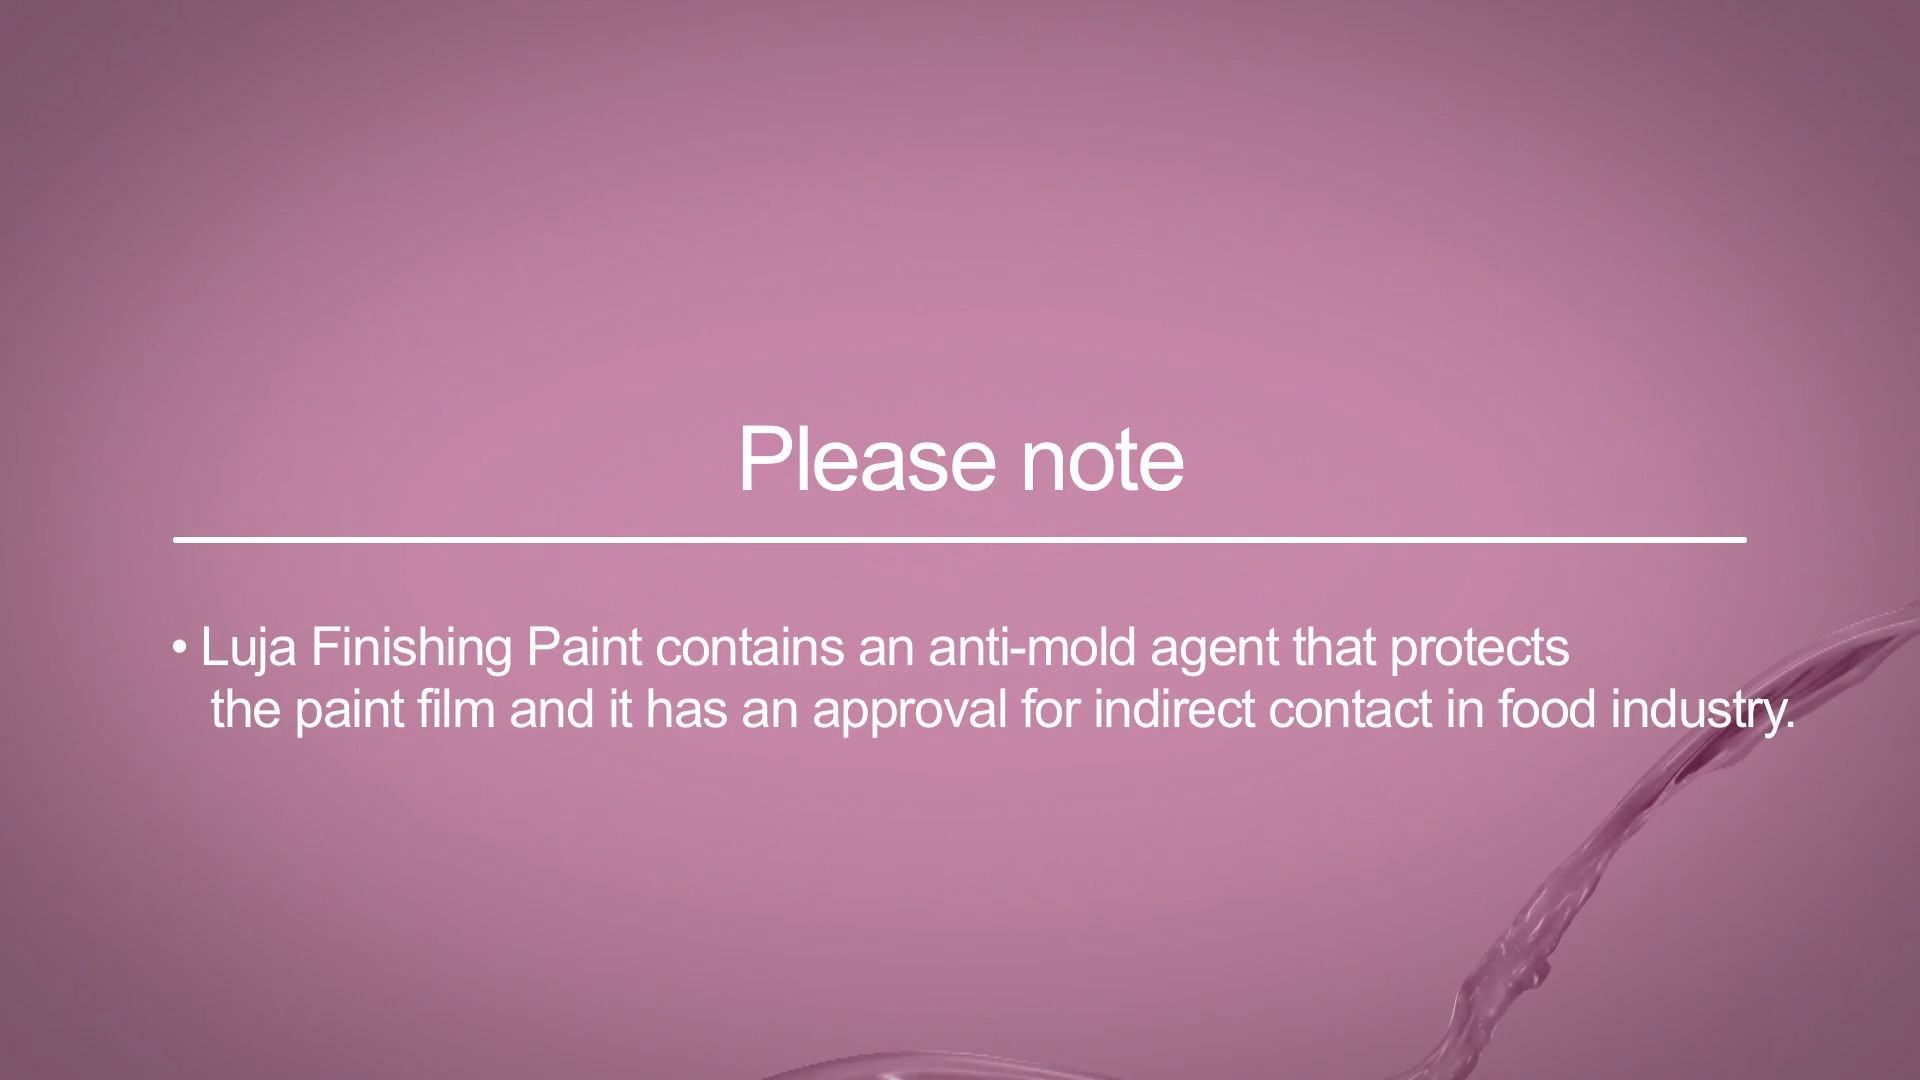 Please note
• Luja Finishing Paint contains an anti-mold agent that protects
the paint film and it has an approval for indirect contact in food industry.